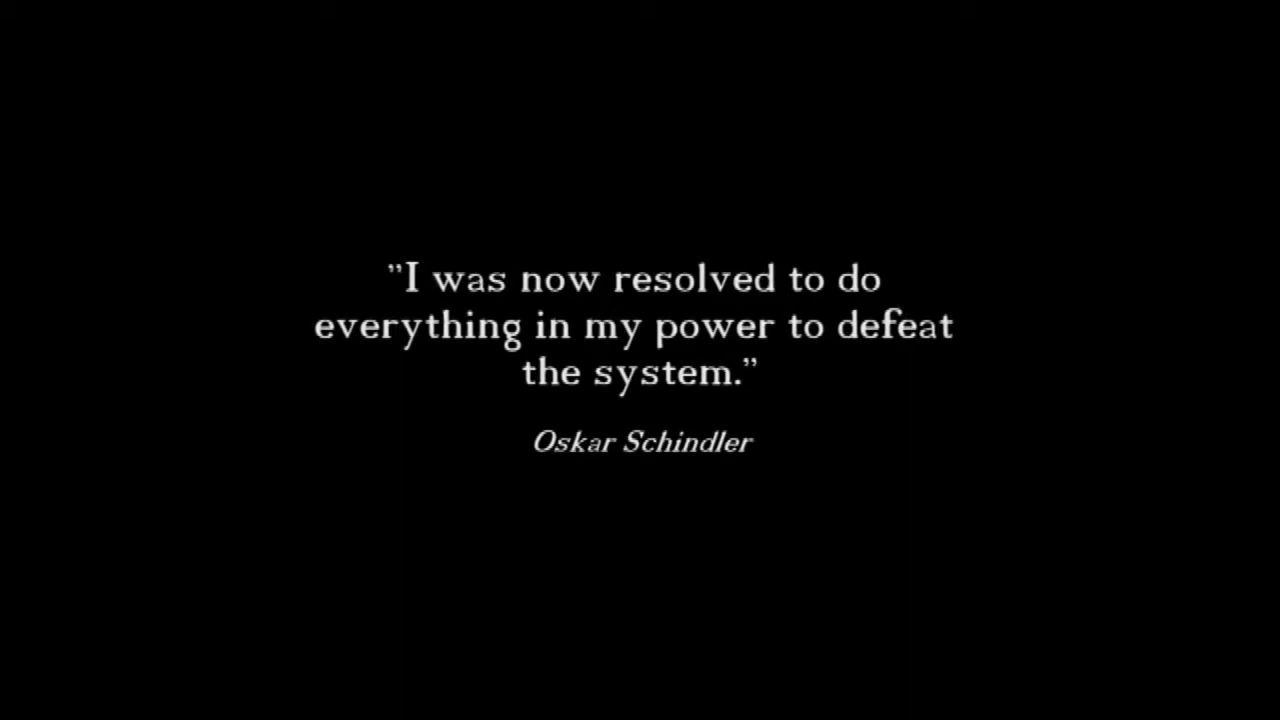 ”I was now resolved to do
everything in my power to defeat
the system.”
Oskar Schindler